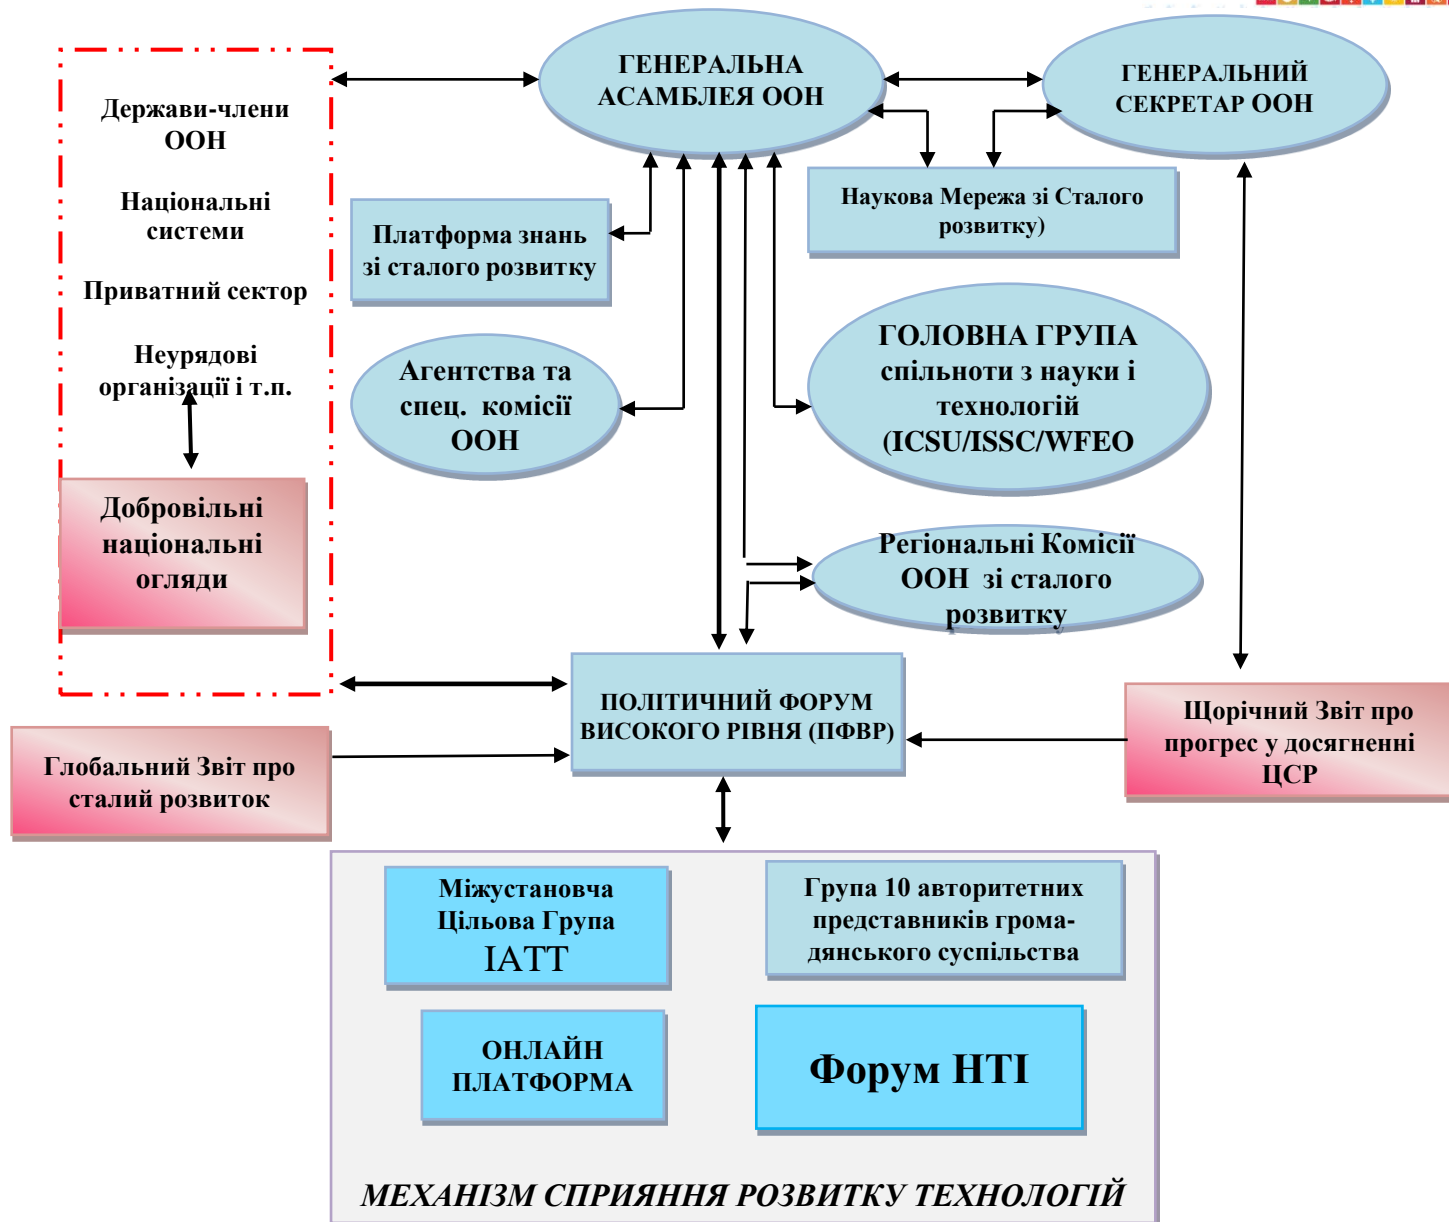 ГЕНЕРАЛЬНА
АСАМБЛЕЯ ООН
ГЕНЕРАЛЬНИЙ
СЕКРЕТАР ООН
Держави-члени
ООН
Національні
системи
Приватний сектор
Неурядові
організації і т.п.
Наукова Мережа зі Сталого
розвитку)
Платформа знань
зі сталого розвитку
Агентства та
спец. комісії
ООН
ГОЛОВНА ГРУПА
спільноти з науки і
технологій
(ICSU/ISSC/WFEO
Добровільні
національні
огляди
Регіональні Комісії
ООН зі сталого
розвитку
ПОЛІТИЧНИЙ ФОРУМ
ВИСОКОГО РІВНЯ (ПФВР)
Щорічний Звіт про
прогрес у досягненні
ЦСР
Глобальний Звіт про
сталий розвиток
Міжустановча
Цільова Група
IATT
Група 10 авторитетних
представників грома-
дянського суспільства
ОНЛАЙН
ПЛАТФОРМА
Форум НТІ
МЕХАНІЗМ СПРИЯННЯ РОЗВИТКУ ТЕХНОЛОГІЙ